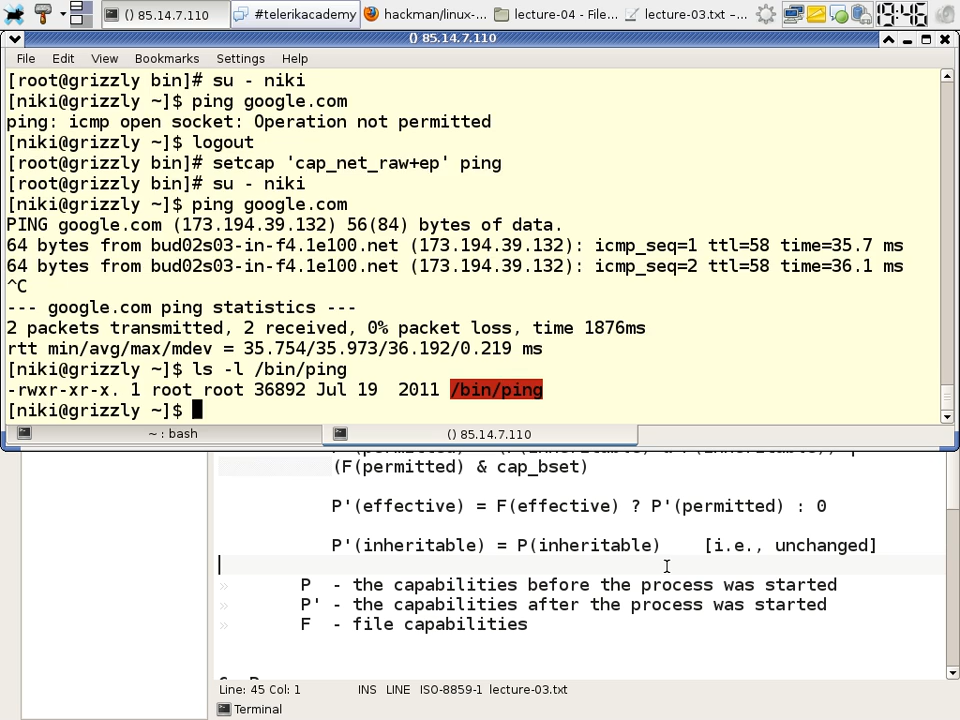 () 85.14.7.110
#telerikacademy
hackman/linux-...
lecture-04 - File...
lecture-03.txt –...
19:46
() 85.14.7.110
File Edit View Bookmarks Settings Help
[root@grizzly bin]# su - niki
[niki@grizzly ~]$ ping google.com
ping: icmp open socket: Operation not permitted
[niki@grizzly ~]$ logout
[root@grizzly bin]# setcap 'cap_net_raw+ep' ping
[root@grizzly bin]# su - niki
[niki@grizzly ~]$ ping google.com
PING google.com (173.194.39.132) 56(84) bytes of data.
64 bytes from bud02s03-in-f4.1e100.net (173.194.39.132): icmp_seq=1 ttl=58 time=35.7 ms
64 bytes from bud02s03-in-f4.1e100.net (173.194.39.132): icmp_seq=2 ttl=58 time=36.1 ms
^C
--- google.com ping statistics ---
2 packets transmitted, 2 received, 0% packet loss, time 1876ms
rtt min/avg/max/mdev = 35.754/35.973/36.192/0.219 ms
[niki@grizzly ~]$ ls -l /bin/ping
-rwxr-xr-x. 1 root root 36892 Jul 19  2011 /bin/ping
[niki@grizzly ~]$
~ : bash
() 85.14.7.110
(F(permitted) & cap_bset)
P'(effective) = F(effective) ? P'(permitted) : 0
P'(inheritable) = P(inheritable)    [i.e., unchanged]
» P  - the capabilities before the process was started
» P' - the capabilities after the process was started
» F  - file capabilities
Line: 45 Col: 1 INS LINE ISO-8859-1 lecture-03.txt
Terminal